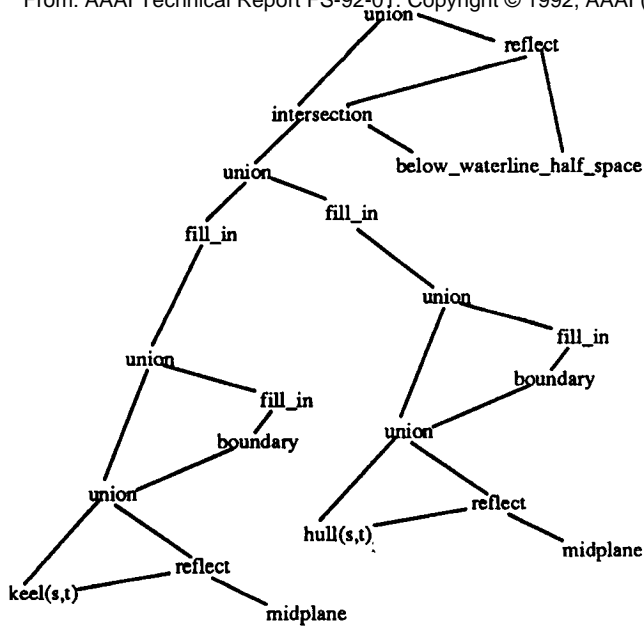 From: AAAI Technical Report FS-92-01. Copyright © 1992, AAAI (
union
reflect
intersection
below_waterline_half_space
union
fill_in
fill_in
union
fill_in
union
boundary
fill_in
union
boundary
union
reflect
hull(s,t)
midplane
reflect
keel(s,t)
midplane